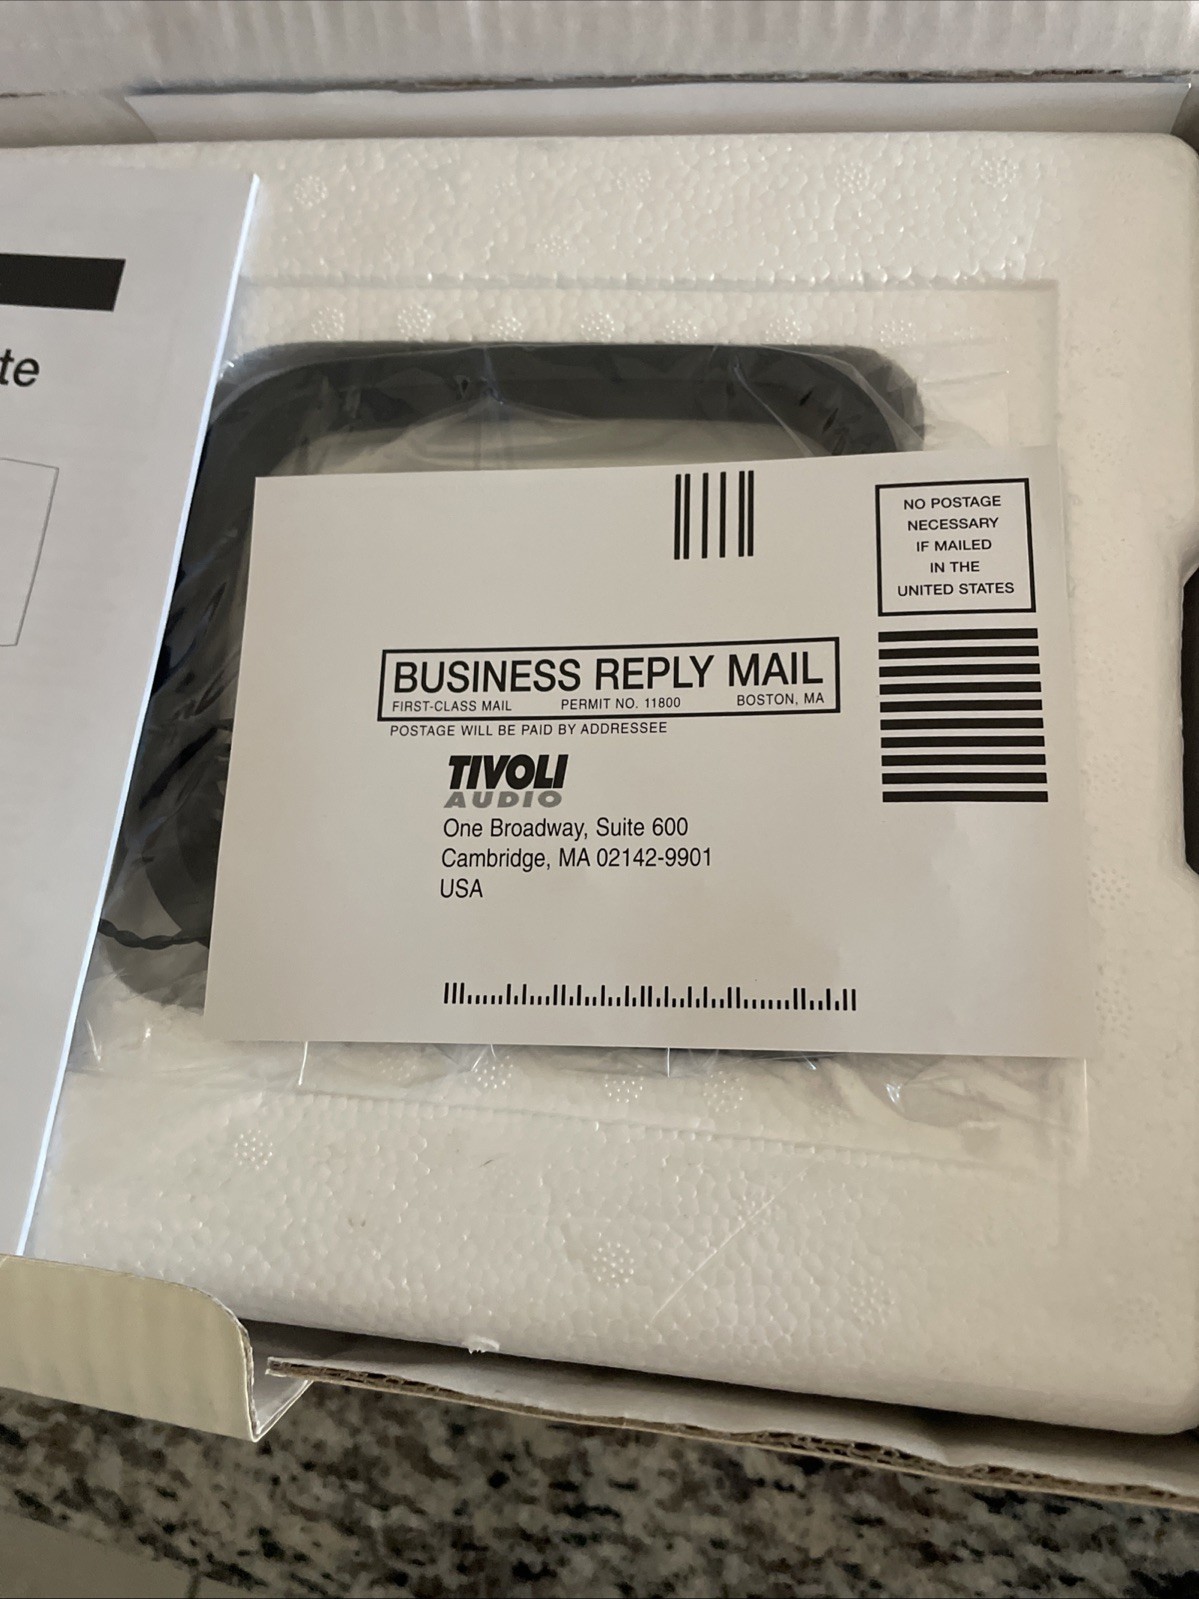 te
NO POSTAGE
NECESSARY
IF MAILED
IN THE
UNITED STATES
BUSINESS REPLY MAIL
FIRST-CLASS MAIL PERMIT NO. 11800 BOSTON, MA
POSTAGE WILL BE PAID BY ADDRESSEE
TIVOLI
AUDIO
One Broadway, Suite 600
Cambridge, MA 02142-9901
USA